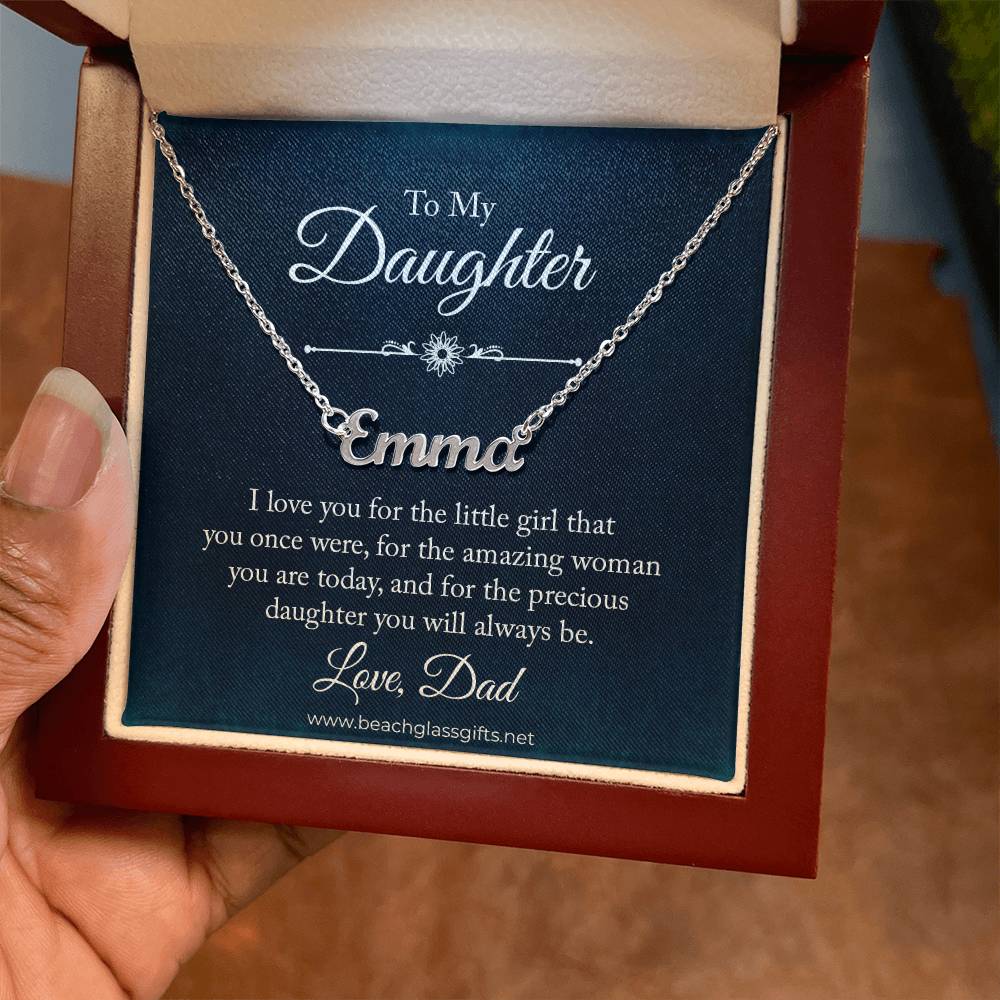 To My
Daughter
Emma
I love you for the little girl that
you once were, for the amazing woman
you are today, and for the precious
daughter you will always be.
Love, Dad
www.beachglassgifts.net